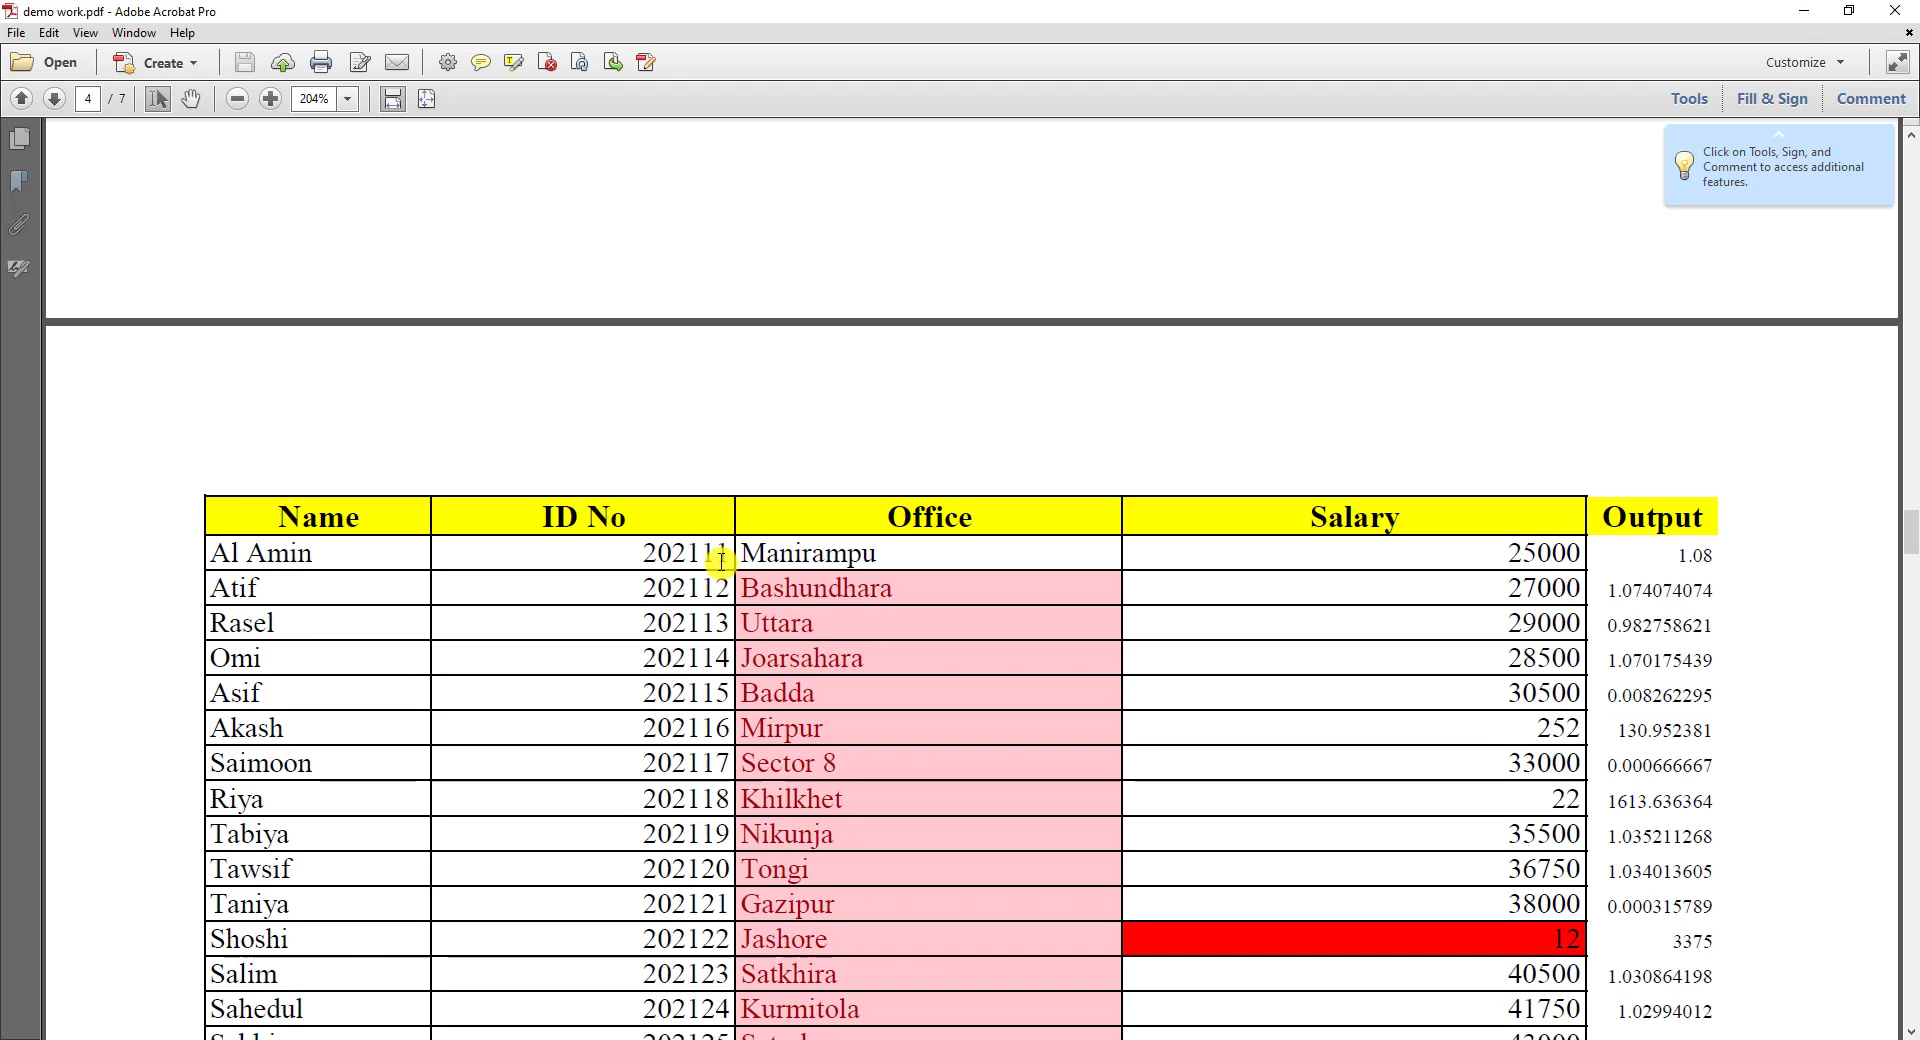 demo work.pdf - Adobe Acrobat Pro
File Edit View Window Help
Open Create Customize
4 / 7 204% Tools Fill & Sign Comment
Click on Tools, Sign, and
Comment to access additional
features.
Name ID No Office Salary Output
Al Amin 202111 Manirampu 25000 1.08
Atif 202112 Bashundhara 27000 1.074074074
Rasel 202113 Uttara 29000 0.982758621
Omi 202114 Joarsahara 28500 1.070175439
Asif 202115 Badda 30500 0.008262295
Akash 202116 Mirpur 252 130.952381
Saimoon 202117 Sector 8 33000 0.000666667
Riya 202118 Khilkhet 22 1613.636364
Tabiya 202119 Nikunja 35500 1.035211268
Tawsif 202120 Tongi 36750 1.034013605
Taniya 202121 Gazipur 38000 0.000315789
Shoshi 202122 Jashore 12 3375
Salim 202123 Satkhira 40500 1.030864198
Sahedul 202124 Kurmitola 41750 1.02994012